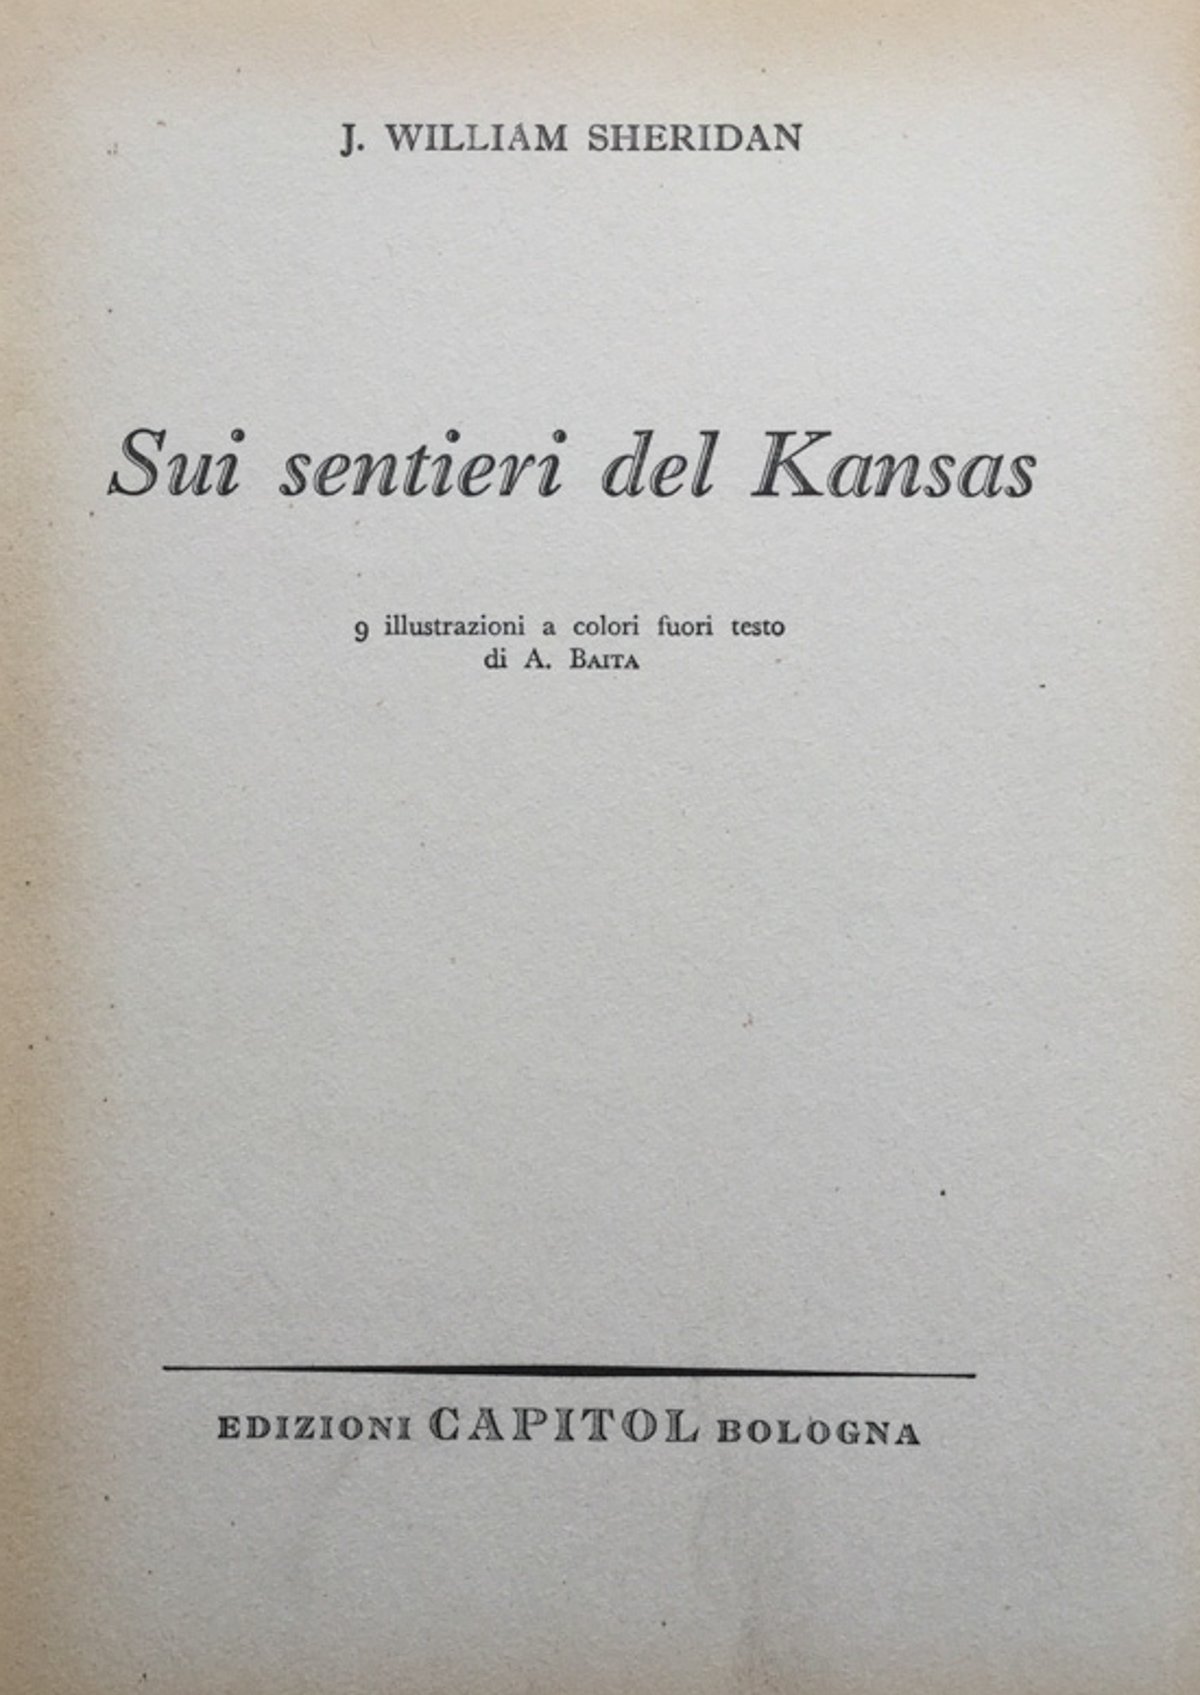 J. WILLIAM SHERIDAN
Sui sentieri del Kansas
9 illustrazioni a colori fuori testo
di A. BAITA
EDIZIONI CAPITOL BOLOGNA